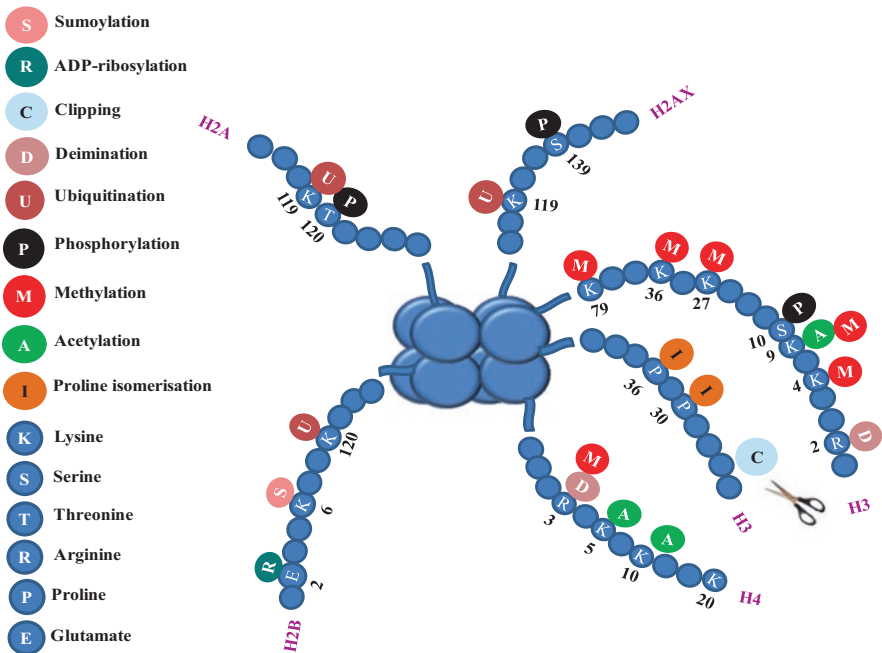 S Sumoylation
R ADP-ribosylation
C Clipping
D Deimination
U Ubiquitination
P Phosphorylation
M Methylation
A Acetylation
I Proline isomerisation
K Lysine
S Serine
T Threonine
R Arginine
P Proline
E Glutamate
H2A
U
P
K
119
T
120
H2AX
P
S
139
U
K
119
M
K
79
M
K
36
M
K
27
P
S
10
A
M
K
9
M
K
4
D
R
2
H3
I
P
36
I
P
30
C
H3
M
D
R
3
A
K
5
A
K
10
K
20
H4
U
K
120
S
K
6
R
E
2
H2B